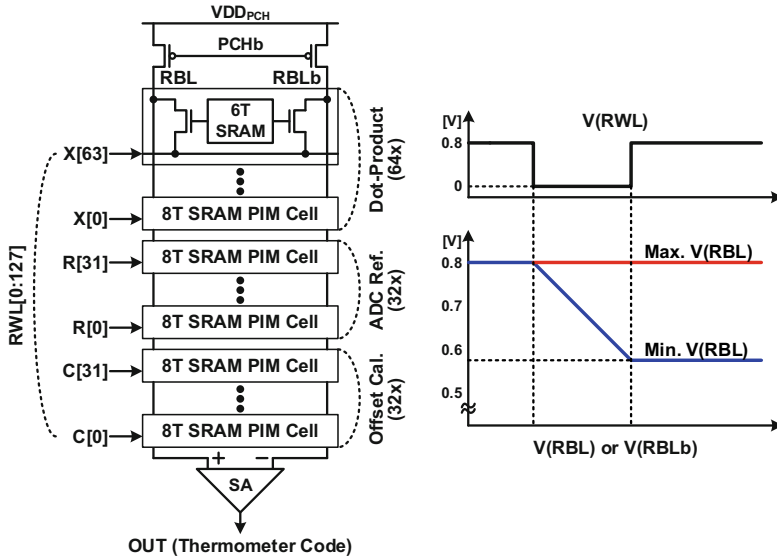 VDDPCH
PCHb
RBL
RBLb
6T
SRAM
X[63]
8T SRAM PIM Cell
X[0]
8T SRAM PIM Cell
R[31]
8T SRAM PIM Cell
R[0]
8T SRAM PIM Cell
C[31]
8T SRAM PIM Cell
C[0]
RWL[0:127]
Dot-Product
(64x)
ADC Ref.
(32x)
Offset Cal.
(32x)
+
−
SA
OUT (Thermometer Code)
[V]
V(RWL)
0.8
0
[V]
0.8
Max. V(RBL)
0.7
0.6
Min. V(RBL)
0.5
V(RBL) or V(RBLb)